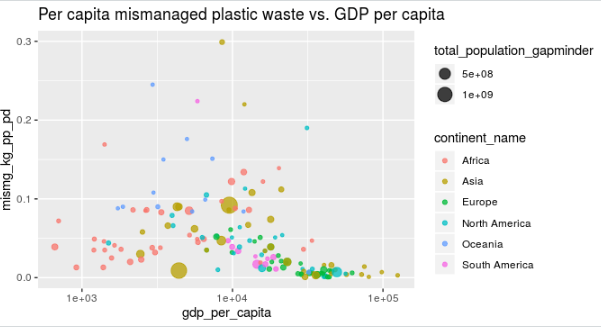 Per capita mismanaged plastic waste vs. GDP per capita
mismg_kg_pp_pd
0.3
0.2
0.1
0.0
1e+03
1e+04
1e+05
gdp_per_capita
total_population_gapminder
5e+08
1e+09
continent_name
Africa
Asia
Europe
North America
Oceania
South America